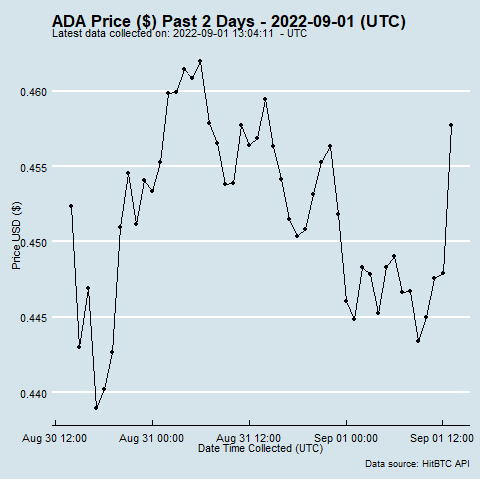 ADA Price ($) Past 2 Days - 2022-09-01 (UTC)
Latest data collected on: 2022-09-01 13:04:11 - UTC
0.460
0.455
0.450
0.445
0.440
Price USD ($)
Aug 30 12:00 Aug 31 00:00 Aug 31 12:00 Sep 01 00:00 Sep 01 12:00
Date Time Collected (UTC)
Data source: HitBTC API